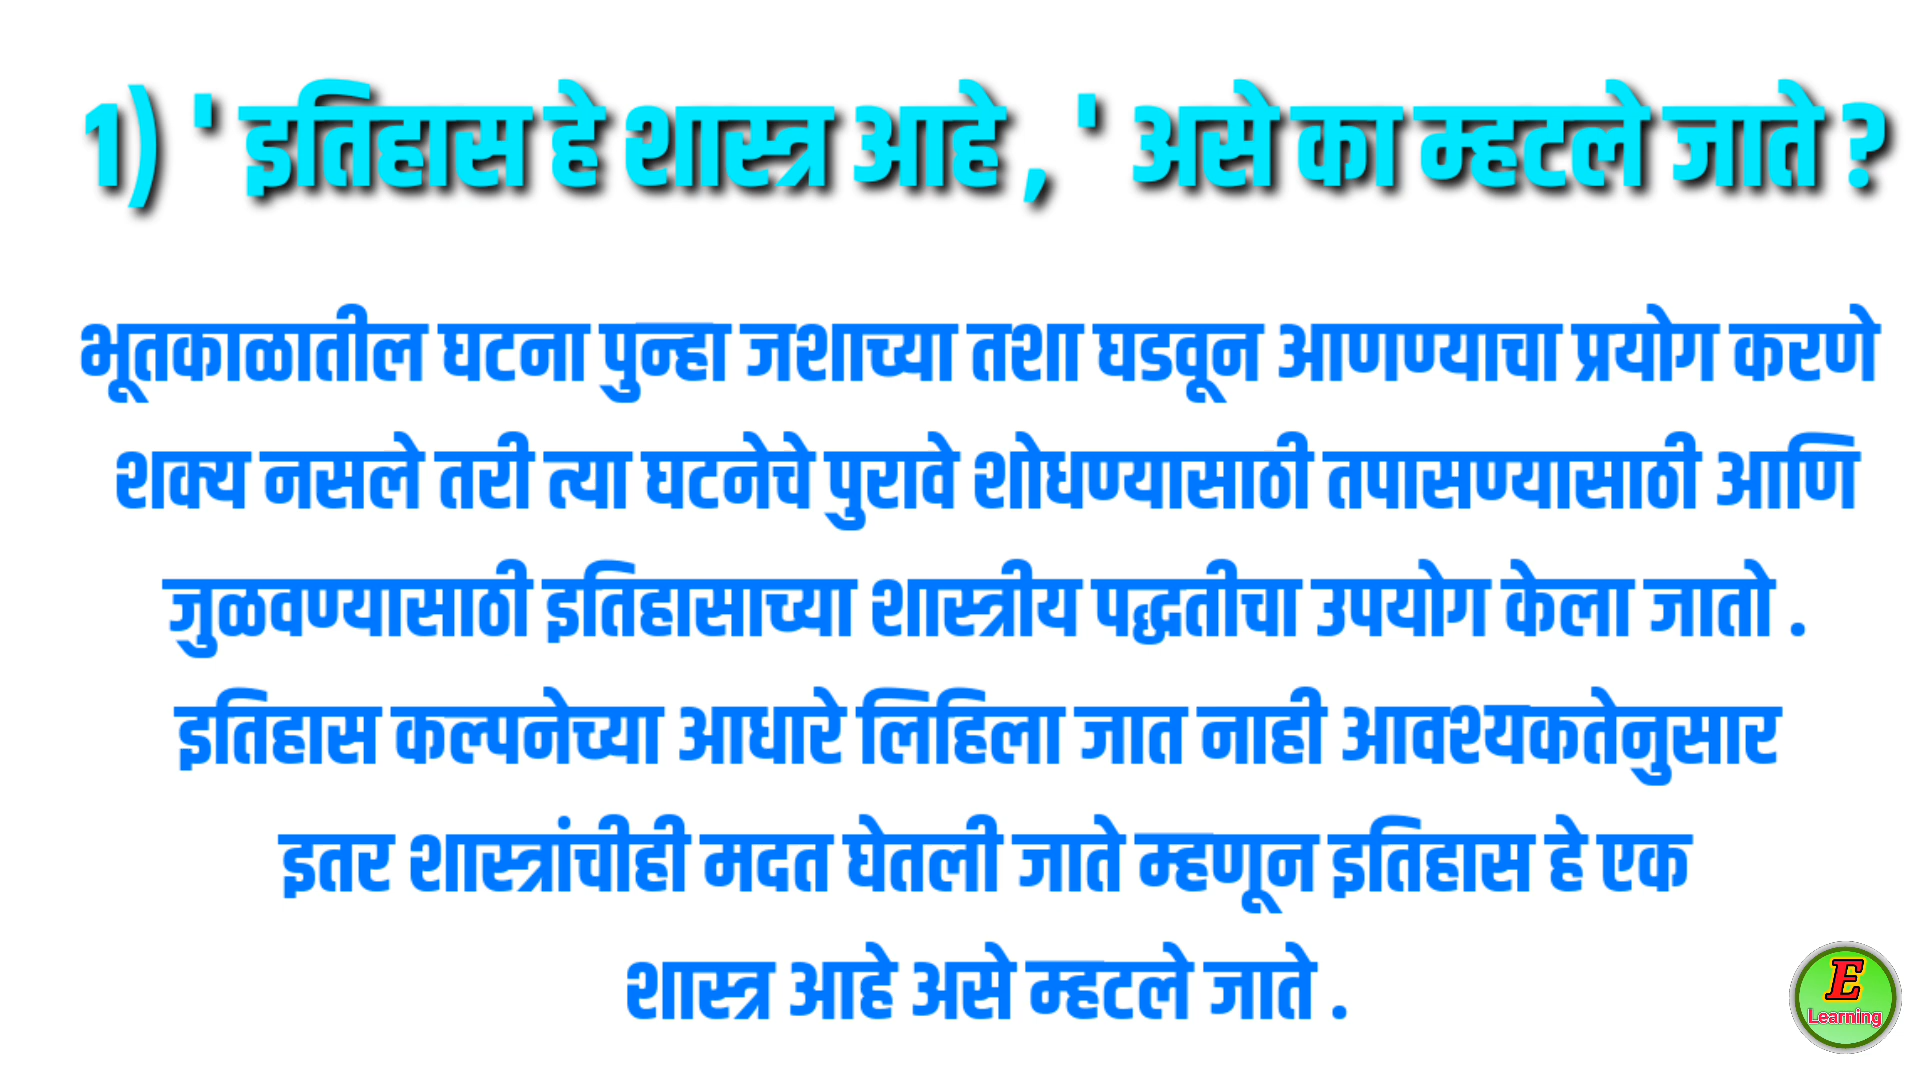 1) ' इतिहास हे शास्त्र आहे , ' असे का म्हटले जाते ?
भूतकाळातील घटना पुन्हा जशाच्या तशा घडवून आणण्याचा प्रयोग करणे
शक्य नसले तरी त्या घटनेचे पुरावे शोधण्यासाठी तपासण्यासाठी आणि
जुळवण्यासाठी इतिहासाच्या शास्त्रीय पद्धतीचा उपयोग केला जातो .
इतिहास कल्पनेच्या आधारे लिहिला जात नाही आवश्यकतेनुसार
इतर शास्त्रांचीही मदत घेतली जाते म्हणून इतिहास हे एक
शास्त्र आहे असे म्हटले जाते .
E
Learning